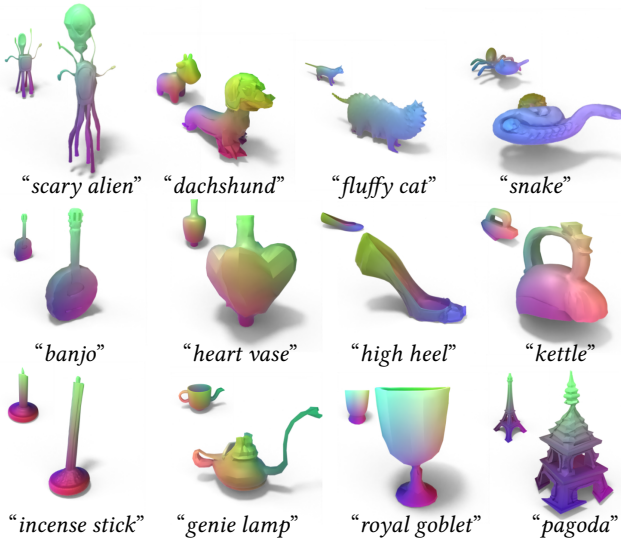 “scary alien” “dachshund” “fluffy cat” “snake”
“banjo” “heart vase” “high heel” “kettle”
“incense stick” “genie lamp” “royal goblet” “pagoda”